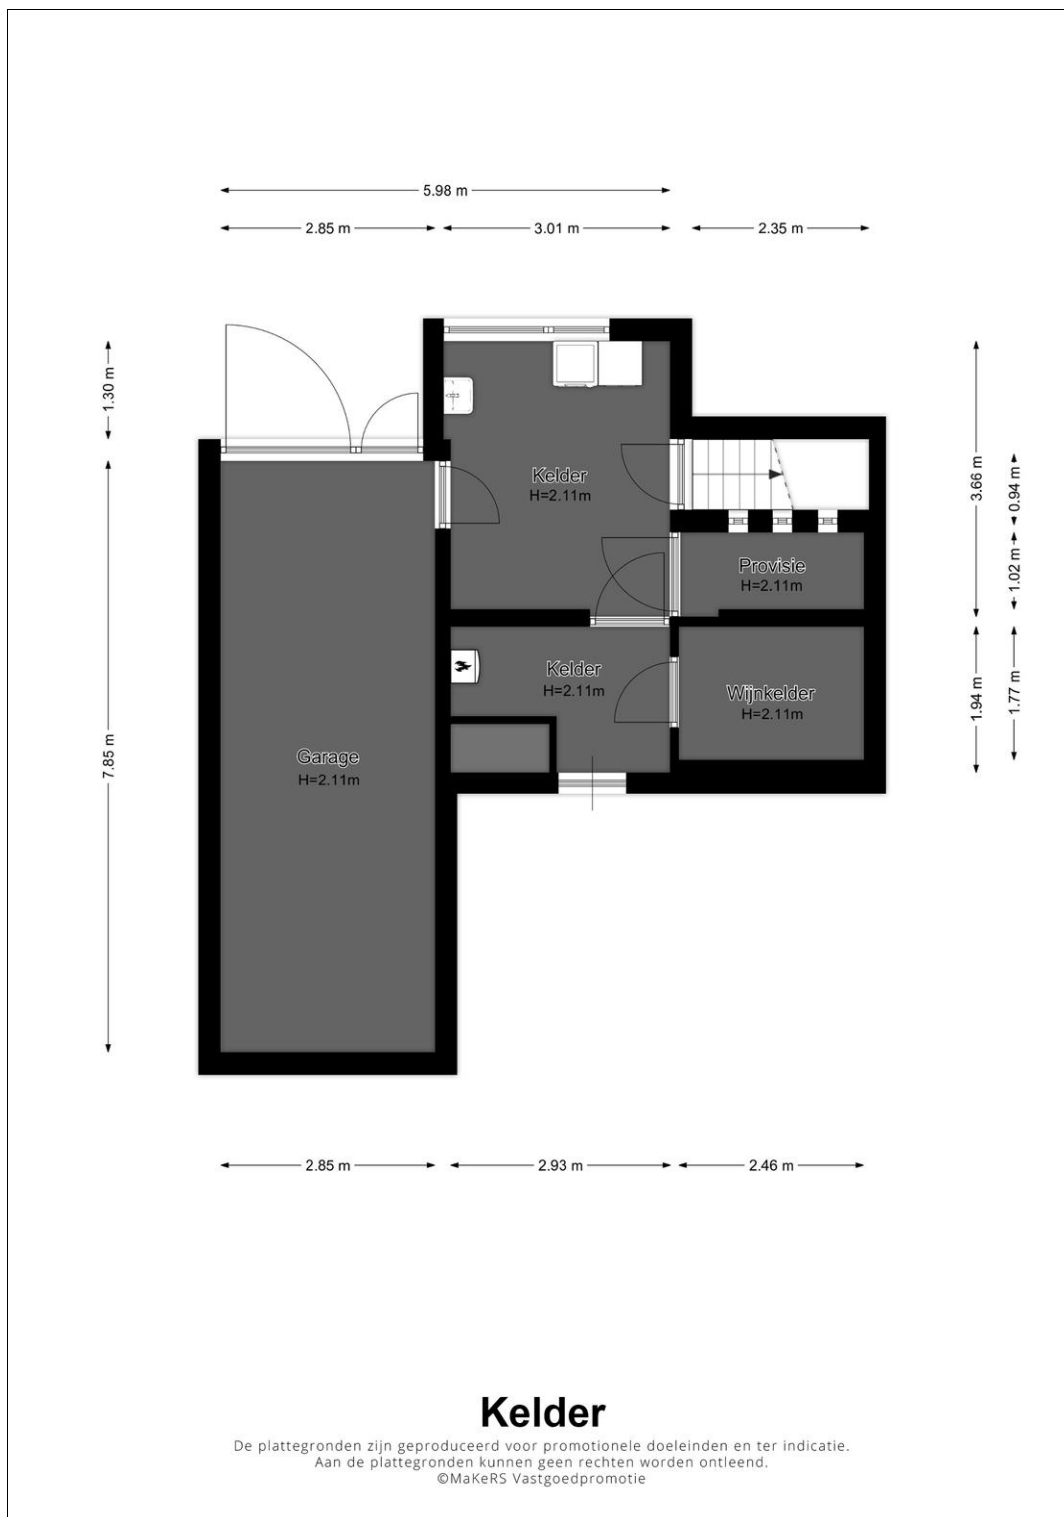 5.98 m
2.85 m
3.01 m
2.35 m
1.30 m
7.85 m
3.66 m
0.94 m
1.02 m
1.94 m
1.77 m
Kelder
H=2.11m
Provisie
H=2.11m
Kelder
H=2.11m
Wijnkelder
H=2.11m
Garage
H=2.11m
2.85 m
2.93 m
2.46 m
Kelder
De plattegronden zijn geproduceerd voor promotionele doeleinden en ter indicatie.
Aan de plattegronden kunnen geen rechten worden ontleend.
©MaKeRS Vastgoedpromotie